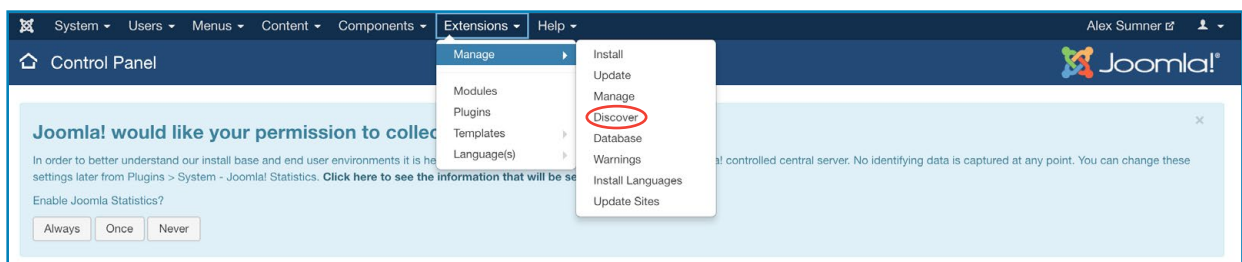 System Users Menus Content Components Extensions Help Alex Sumner
Control Panel Joomla!®
Manage
Modules
Plugins
Templates
Language(s)
Install
Update
Manage
Discover
Database
Warnings
Install Languages
Update Sites
Joomla! would like your permission to collec
In order to better understand our install base and end user environments it is he a! controlled central server. No identifying data is captured at any point. You can change these
settings later from Plugins > System - Joomla! Statistics. Click here to see the information that will be se
Enable Joomla Statistics?
Always Once Never